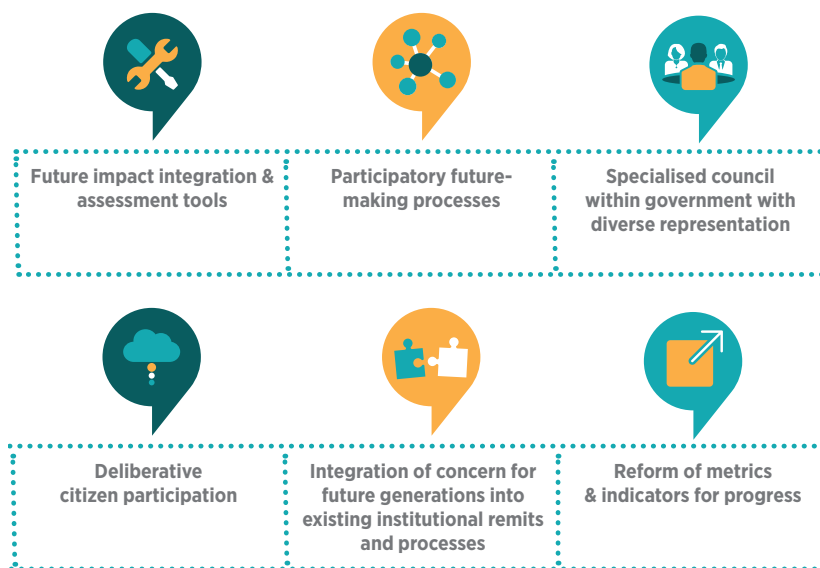 Future impact integration &
assessment tools
Participatory future-
making processes
Specialised council
within government with
diverse representation
Deliberative
citizen participation
Integration of concern for
future generations into
existing institutional remits
and processes
Reform of metrics
& indicators for progress